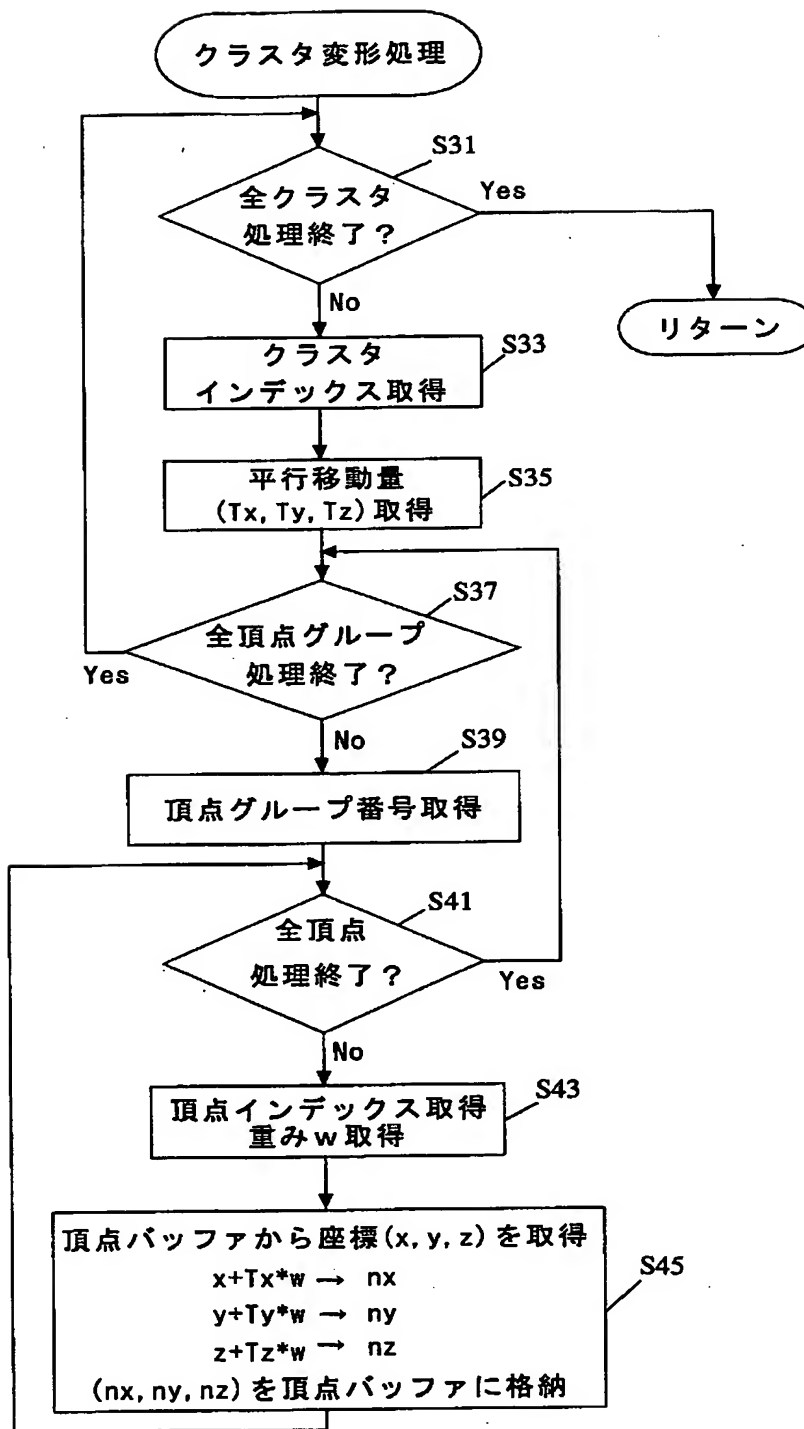 クラスタ変形処理
S31
全クラスタ
処理終了？
Yes
No
リターン
S33
クラスタ
インデックス取得
S35
平行移動量
(Tx,Ty,Tz)取得
S37
全頂点グループ
処理終了？
Yes
No
S39
頂点グループ番号取得
S41
全頂点
処理終了？
Yes
No
S43
頂点インデックス取得
重みw取得
S45
頂点バッファから座標(x,y,z)を取得
x+Tx*w → nx
y+Ty*w → ny
z+Tz*w → nz
(nx,ny,nz)を頂点バッファに格納